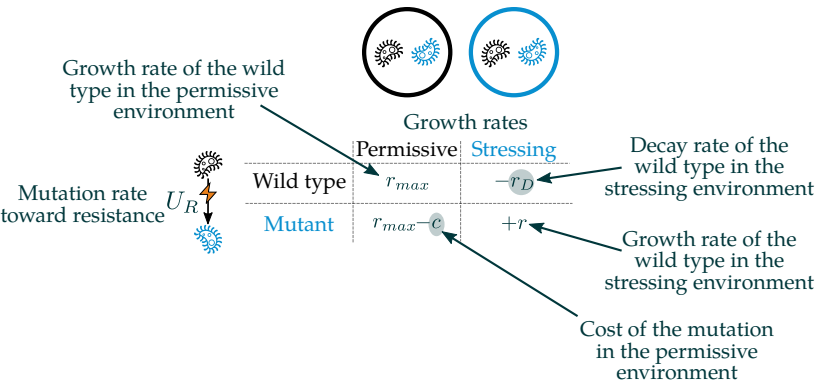 Growth rate of the wild
type in the permissive
environment
Growth rates
Permissive Stressing
Wild type r_max −r_D
Mutant r_max−c +r
Mutation rate
toward resistance U_R
Decay rate of the
wild type in the
stressing environment
Growth rate of the
wild type in the
stressing environment
Cost of the mutation
in the permissive
environment